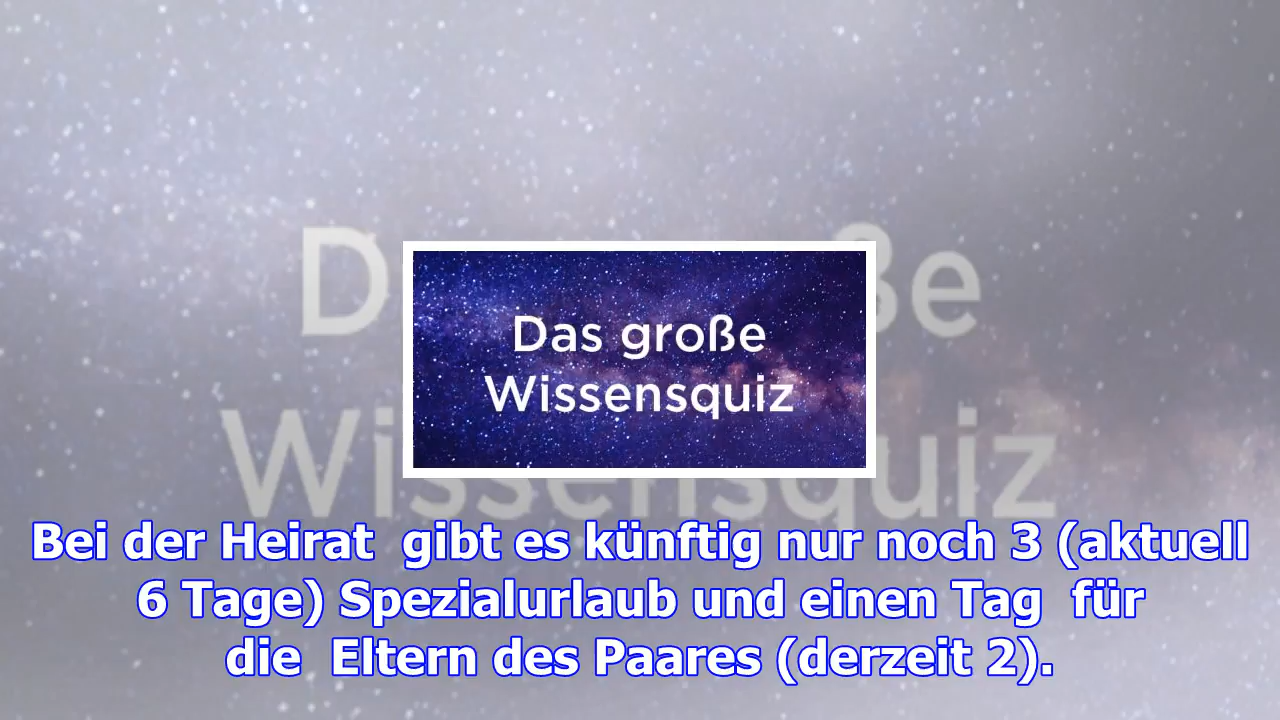 Das große
Wissensquiz
Bei der Heirat gibt es künftig nur noch 3 (aktuell
6 Tage) Spezialurlaub und einen Tag für
die Eltern des Paares (derzeit 2).